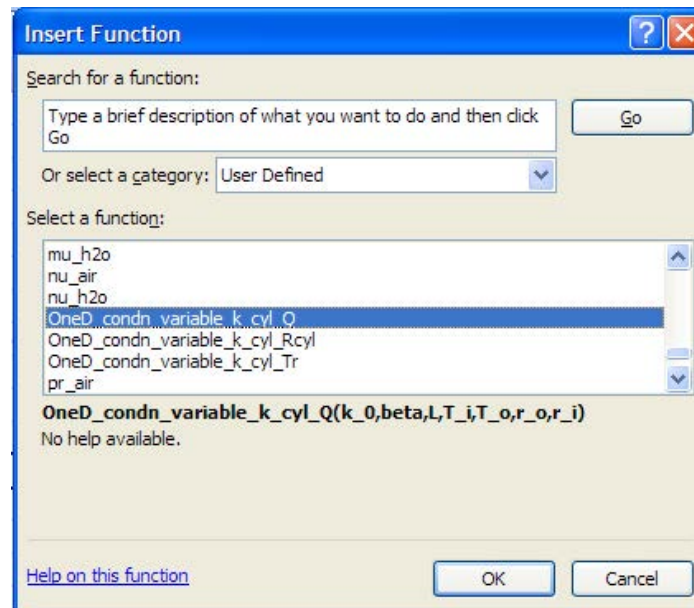 Insert Function
Search for a function:
Type a brief description of what you want to do and then click
Go
Go
Or select a category: User Defined
Select a function:
mu_h2o
nu_air
nu_h2o
OneD_condn_variable_k_cyl_Q
OneD_condn_variable_k_cyl_Rcyl
OneD_condn_variable_k_cyl_Tr
pr_air
OneD_condn_variable_k_cyl_Q(k_0,beta,L,T_i,T_o,r_o,r_i)
No help available.
Help on this function
OK
Cancel